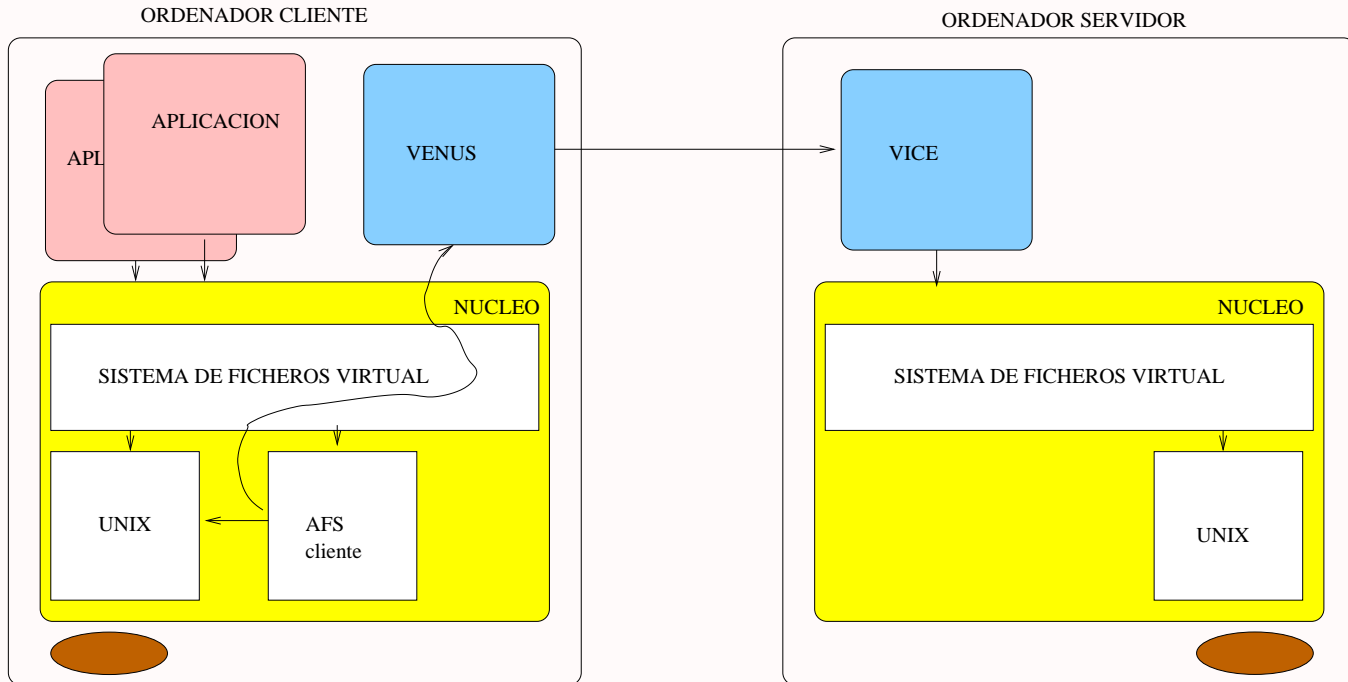 ORDENADOR CLIENTE
ORDENADOR SERVIDOR
APLICACION
APL
VENUS
VICE
NUCLEO
NUCLEO
SISTEMA DE FICHEROS VIRTUAL
SISTEMA DE FICHEROS VIRTUAL
UNIX
AFS
cliente
UNIX